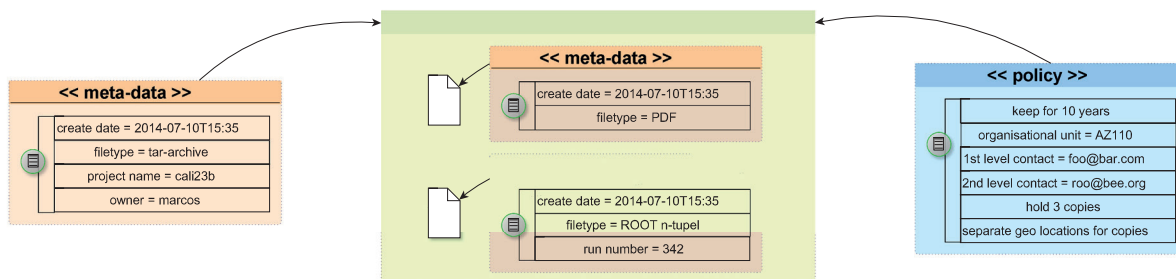 << meta-data >>
create date = 2014-07-10T15:35
filetype = tar-archive
project name = cali23b
owner = marcos
<< meta-data >>
create date = 2014-07-10T15:35
filetype = PDF
create date = 2014-07-10T15:35
filetype = ROOT n-tupel
run number = 342
<< policy >>
keep for 10 years
organisational unit = AZ110
1st level contact = foo@bar.com
2nd level contact = roo@bee.org
hold 3 copies
separate geo locations for copies